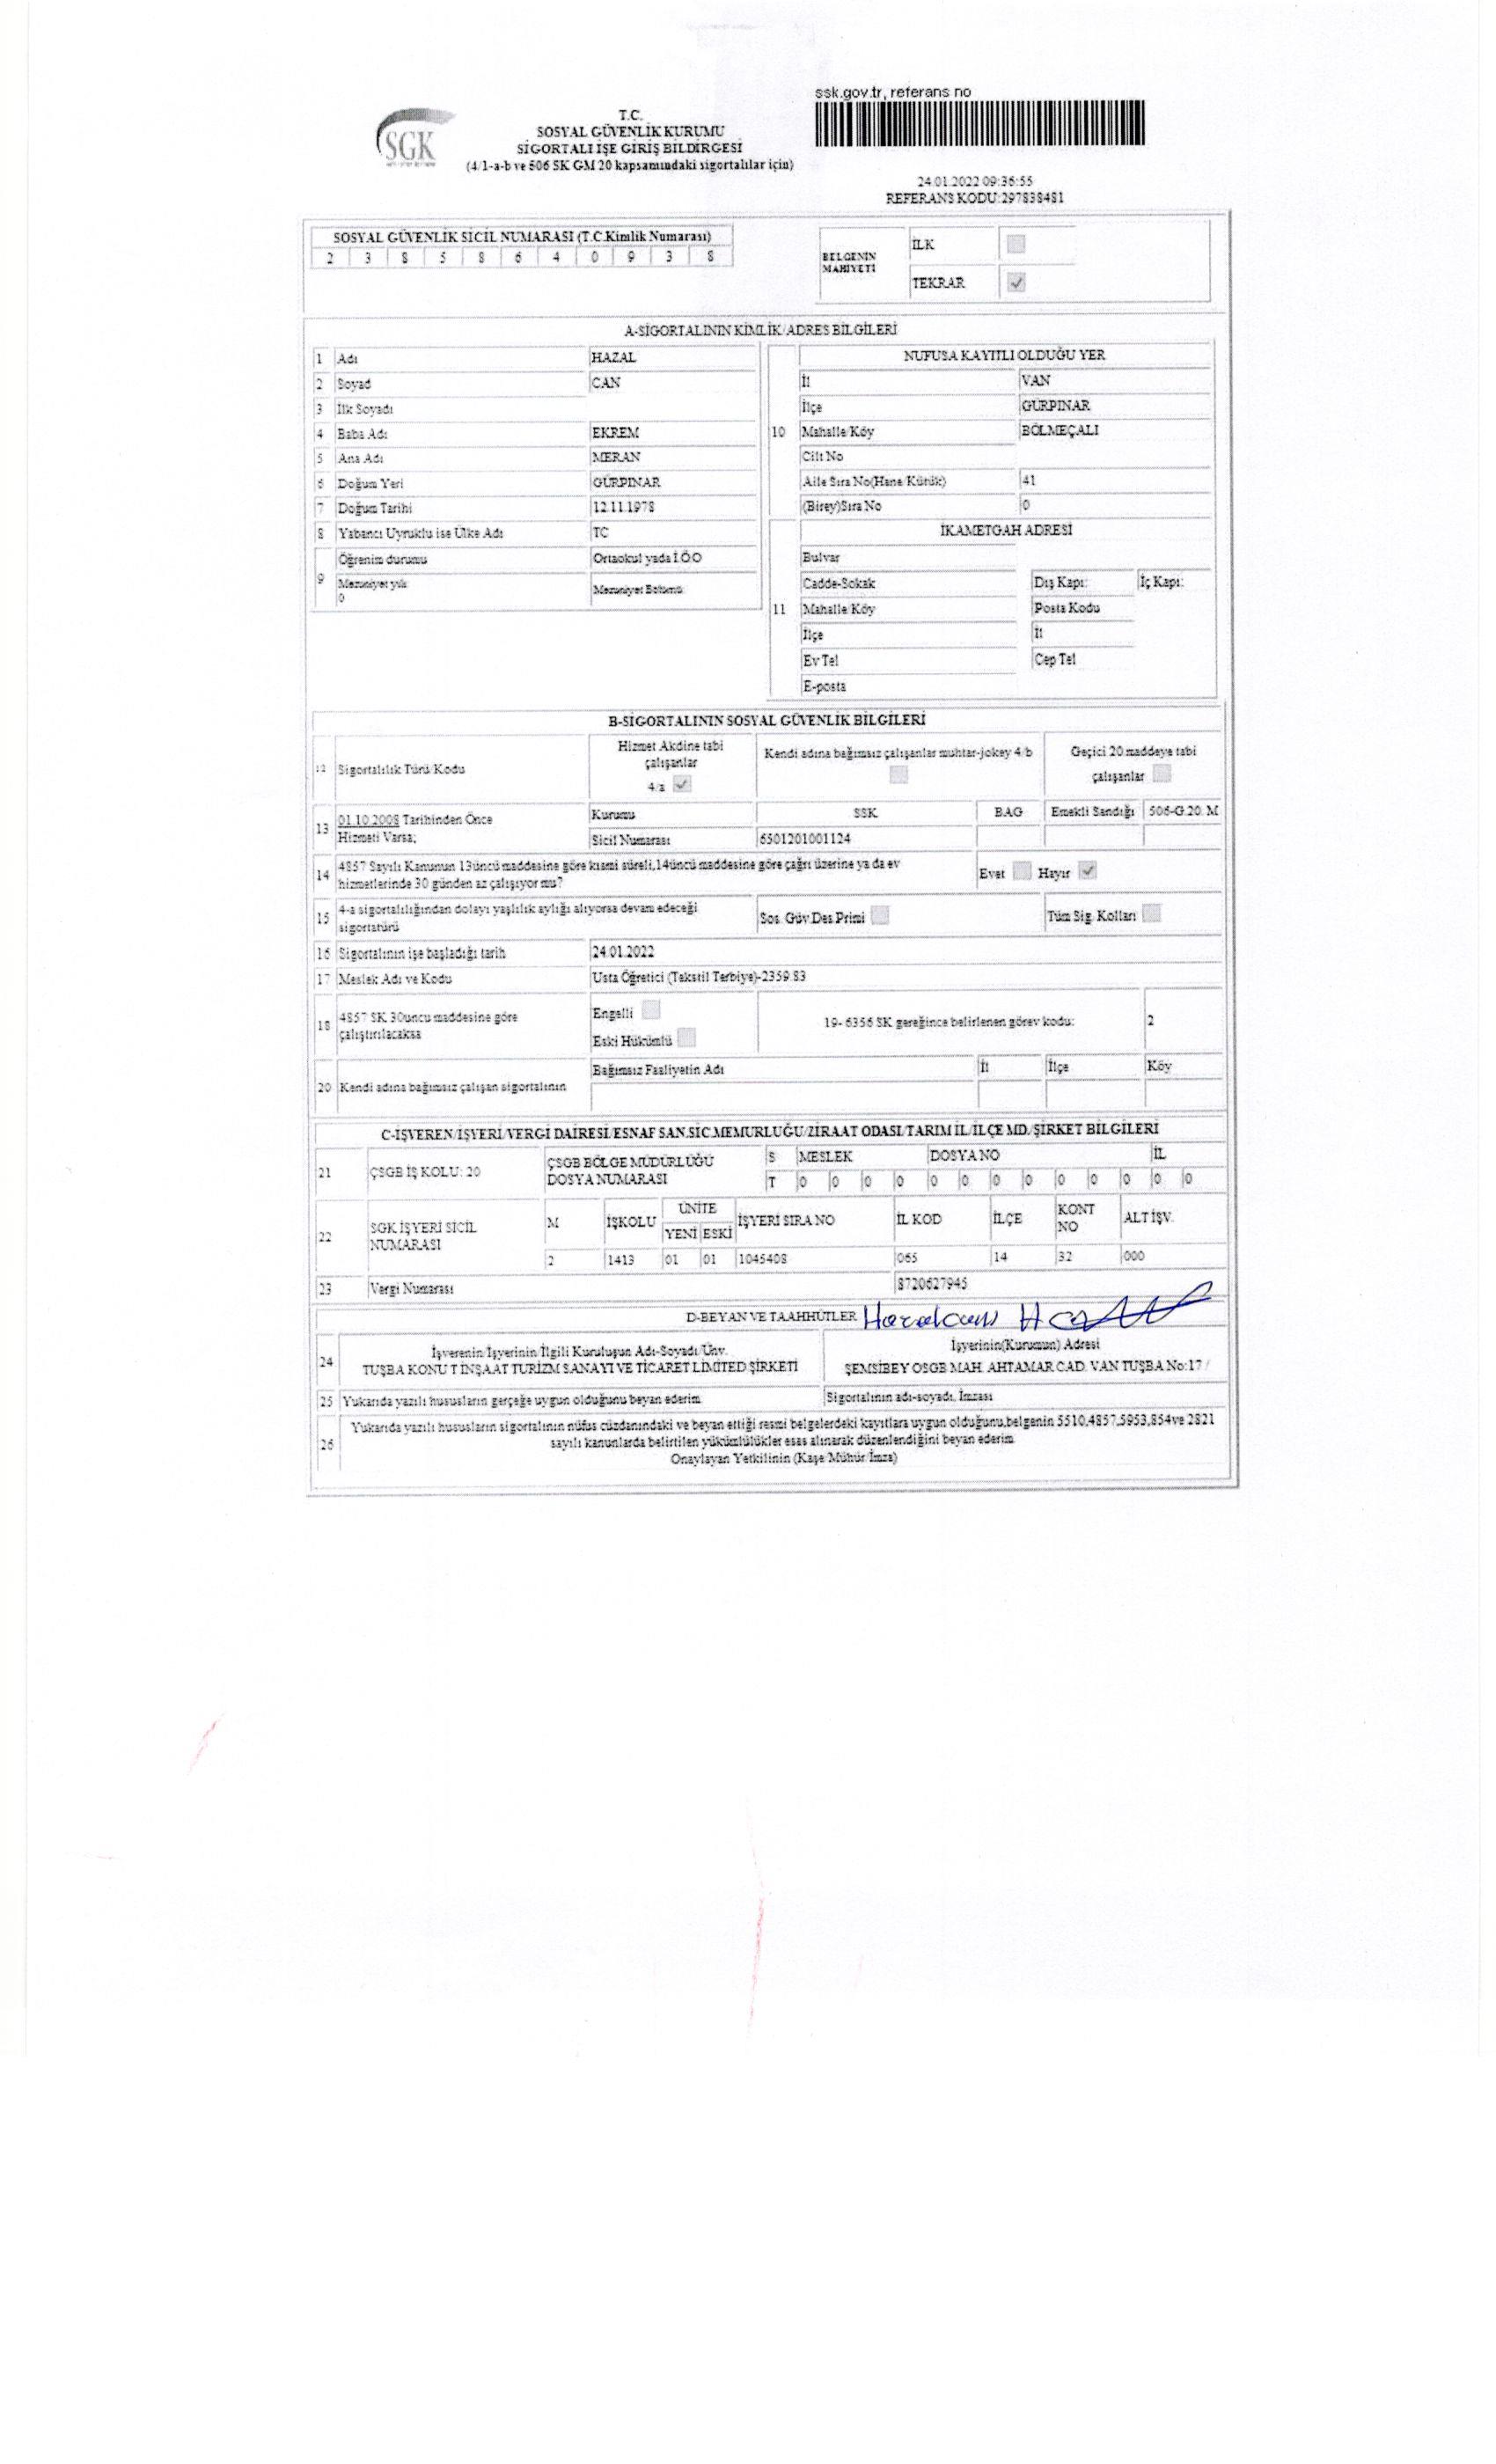 ssk.gov.tr, referans no
SGK
T.C.
SOSYAL GÜVENLİK KURUMU
SİGORTALI İŞE GİRİŞ BİLDİRGESİ
(4/1-a-b ve 506 SK GM 20 kapsamındaki sigortalılar için)
24.01.2022 09:36:55
REFERANS KODU:297838481
SOSYAL GÜVENLİK SİCİL NUMARASI (T.C.Kimlik Numarası)
2 3 8 5 8 6 4 0 9 3 8
BELGENİN MAHİYETİ
İLK
TEKRAR
A-SİGORTALININ KİMLİK/ADRES BİLGİLERİ
1 Adı HAZAL
2 Soyad CAN
3 İlk Soyadı
4 Baba Adı EKREM
5 Ana Adı MERAN
6 Doğum Yeri GÜRPINAR
7 Doğum Tarihi 12.11.1978
8 Yabancı Uyruklu ise Ülke Adı TC
9 Öğrenim durumu Ortaokul yada İ.Ö.O
Mezuniyet yılı Mezuniyet Bölümü
0
NUFUSA KAYITLI OLDUĞU YER
10
İl VAN
İlçe GÜRPINAR
Mahalle/Köy BÖLMEÇALI
Cilt No
Aile Sıra No(Hane/Kütük) 41
(Birey)Sıra No 0
İKAMETGAH ADRESİ
11
Bulvar
Cadde-Sokak Dış Kapı: İç Kapı:
Mahalle/Köy Posta Kodu
İlçe İl
Ev Tel Cep Tel
E-posta
B-SİGORTALININ SOSYAL GÜVENLİK BİLGİLERİ
12 Sigortalılık Türü/Kodu
Hizmet Akdine tabi çalışanlar 4/a
Kendi adına bağımsız çalışanlar muhtar-jokey 4/b
Geçici 20 maddeye tabi çalışanlar
13 01.10.2008 Tarihinden Önce Hizmeti Varsa;
Kurumu SSK BAG Emekli Sandığı 506-G.20. M
Sicil Numarası 6501201001124
14 4857 Sayılı Kanunun 13üncü maddesine göre kısmi süreli,14üncü maddesine göre çağrı üzerine ya da ev
hizmetlerinde 30 günden az çalışıyor mu?
Evet Hayır
15 4-a sigortalılığından dolayı yaşlılık aylığı alıyorsa devam edeceği
sigortatürü
Sos. Güv.Des.Primi Tüm Sig. Kolları
16 Sigortalının işe başladığı tarih 24.01.2022
17 Meslek Adı ve Kodu Usta Öğretici (Tekstil Terbiye)-2359.83
18 4857 SK 30uncu maddesine göre
çalıştırılacaksa
Engelli
Eski Hükümlü
19- 6356 SK gereğince belirlenen görev kodu: 2
20 Kendi adına bağımsız çalışan sigortalının
Bağımsız Faaliyetin Adı İl İlçe Köy
C-İŞVEREN/İŞYERİ/VERGİ DAİRESİ/ESNAF SAN.SİC.MEMURLUĞU/ZİRAAT ODASI/TARIM İL/İLÇE MD./ŞİRKET BİLGİLERİ
21 ÇSGB İŞ KOLU: 20
ÇSGB BÖLGE MÜDÜRLÜĞÜ
DOSYA NUMARASI
S MESLEK DOSYA NO İL
T 0 0 0 0 0 0 0 0 0 0 0 0 0
22 SGK İŞYERİ SİCİL
NUMARASI
M İŞKOLU ÜNİTE İŞYERİ SIRA NO İL KOD İLÇE KONT NO ALT İŞV.
YENİ ESKİ
2 1413 01 01 1045408 065 14 32 000
23 Vergi Numarası 8720627945
D-BEYAN VE TAAHHÜTLER
24 İşverenin/İşyerinin/İlgili Kuruluşun Adı-Soyadı/Ünv.
TUŞBA KONUT İNŞAAT TURİZM SANAYİ VE TİCARET LİMİTED ŞİRKETİ
İşyerinin(Kurumun) Adresi
ŞEMSİBEY OSGB MAH. AHTAMAR CAD. VAN TUŞBA No:17 /
25 Yukarıda yazılı hususların gerçeğe uygun olduğunu beyan ederim.
Sigortalının adı-soyadı, İmzası
26 Yukarıda yazılı hususların sigortalının nüfus cüzdanındaki ve beyan ettiği resmi belgelerdeki kayıtlara uygun olduğunu,belgenin 5510,4857,5953,854ve 2821
sayılı kanunlarda belirtilen yükümlülükler esas alınarak düzenlendiğini beyan ederim.
Onaylayan Yetkilinin (Kaşe/Mühür/İmza)